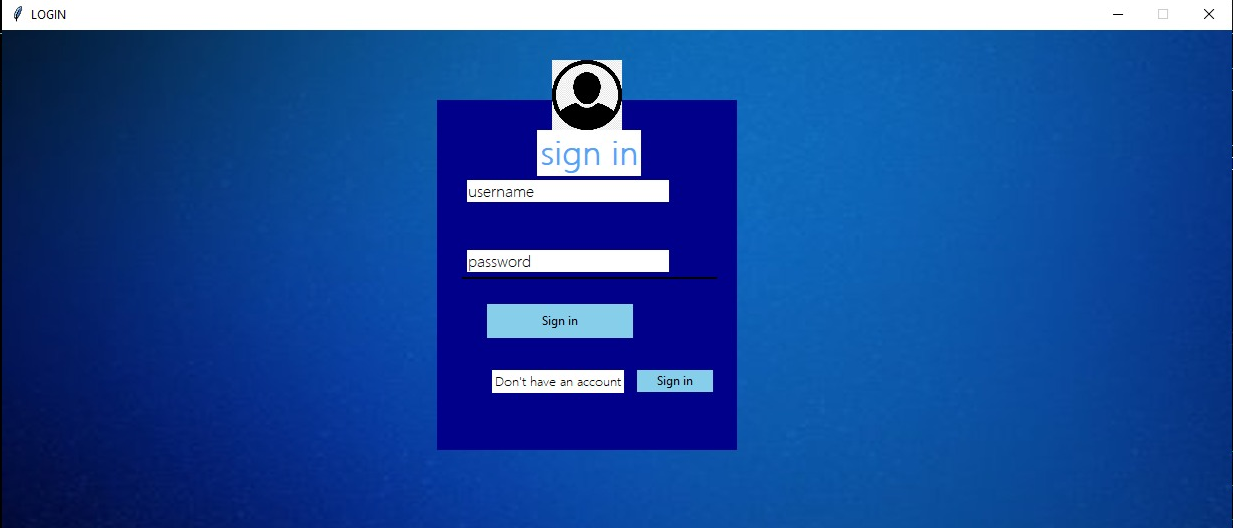 LOGIN
sign in
username
password
Sign in
Don't have an account
Sign in